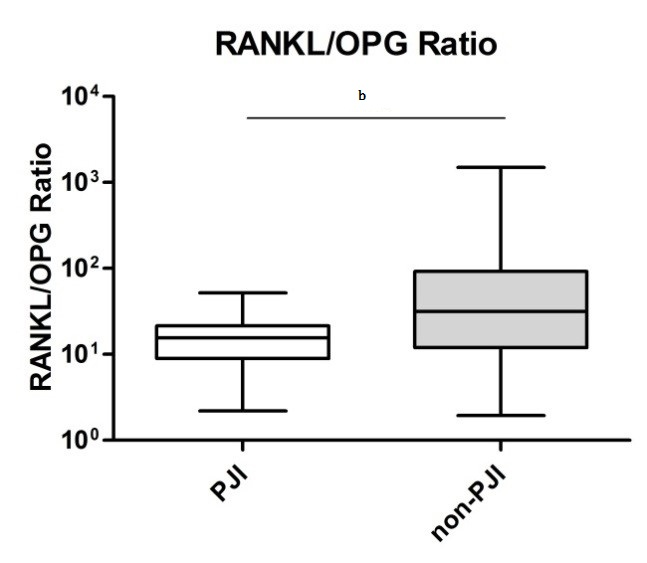 RANKL/OPG Ratio
b
RANKL/OPG Ratio
10⁴
10³
10²
10¹
10⁰
PJI
non-PJI